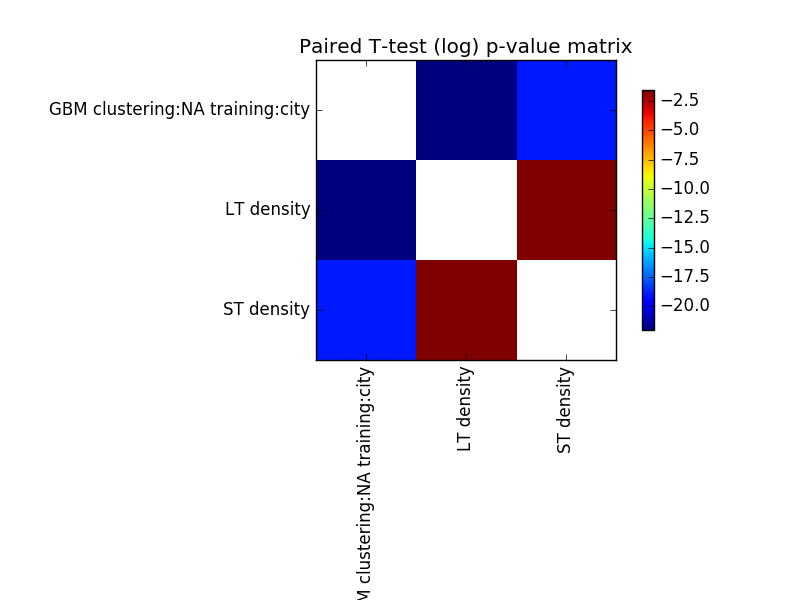 Paired T-test (log) p-value matrix
GBM clustering:NA training:city
LT density
ST density
−2.5
−5.0
−7.5
−10.0
−12.5
−15.0
−17.5
−20.0
M clustering:NA training:city
LT density
ST density